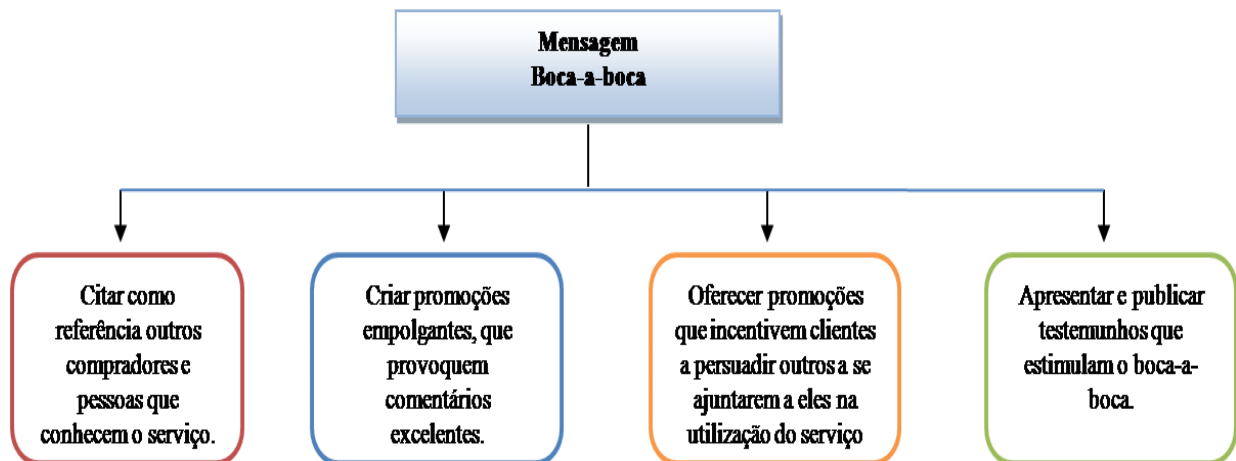 Mensagem
Boca-a-boca
Citar como
referência outros
compradores e
pessoas que
conhecem o serviço.
Criar promoções
empolgantes, que
provoquem
comentários
excelentes.
Oferecer promoções
que incentivem clientes
a persuadir outros a se
ajuntarem a eles na
utilização do serviço
Apresentar e publicar
testemunhos que
estimulam o boca-a-
boca.